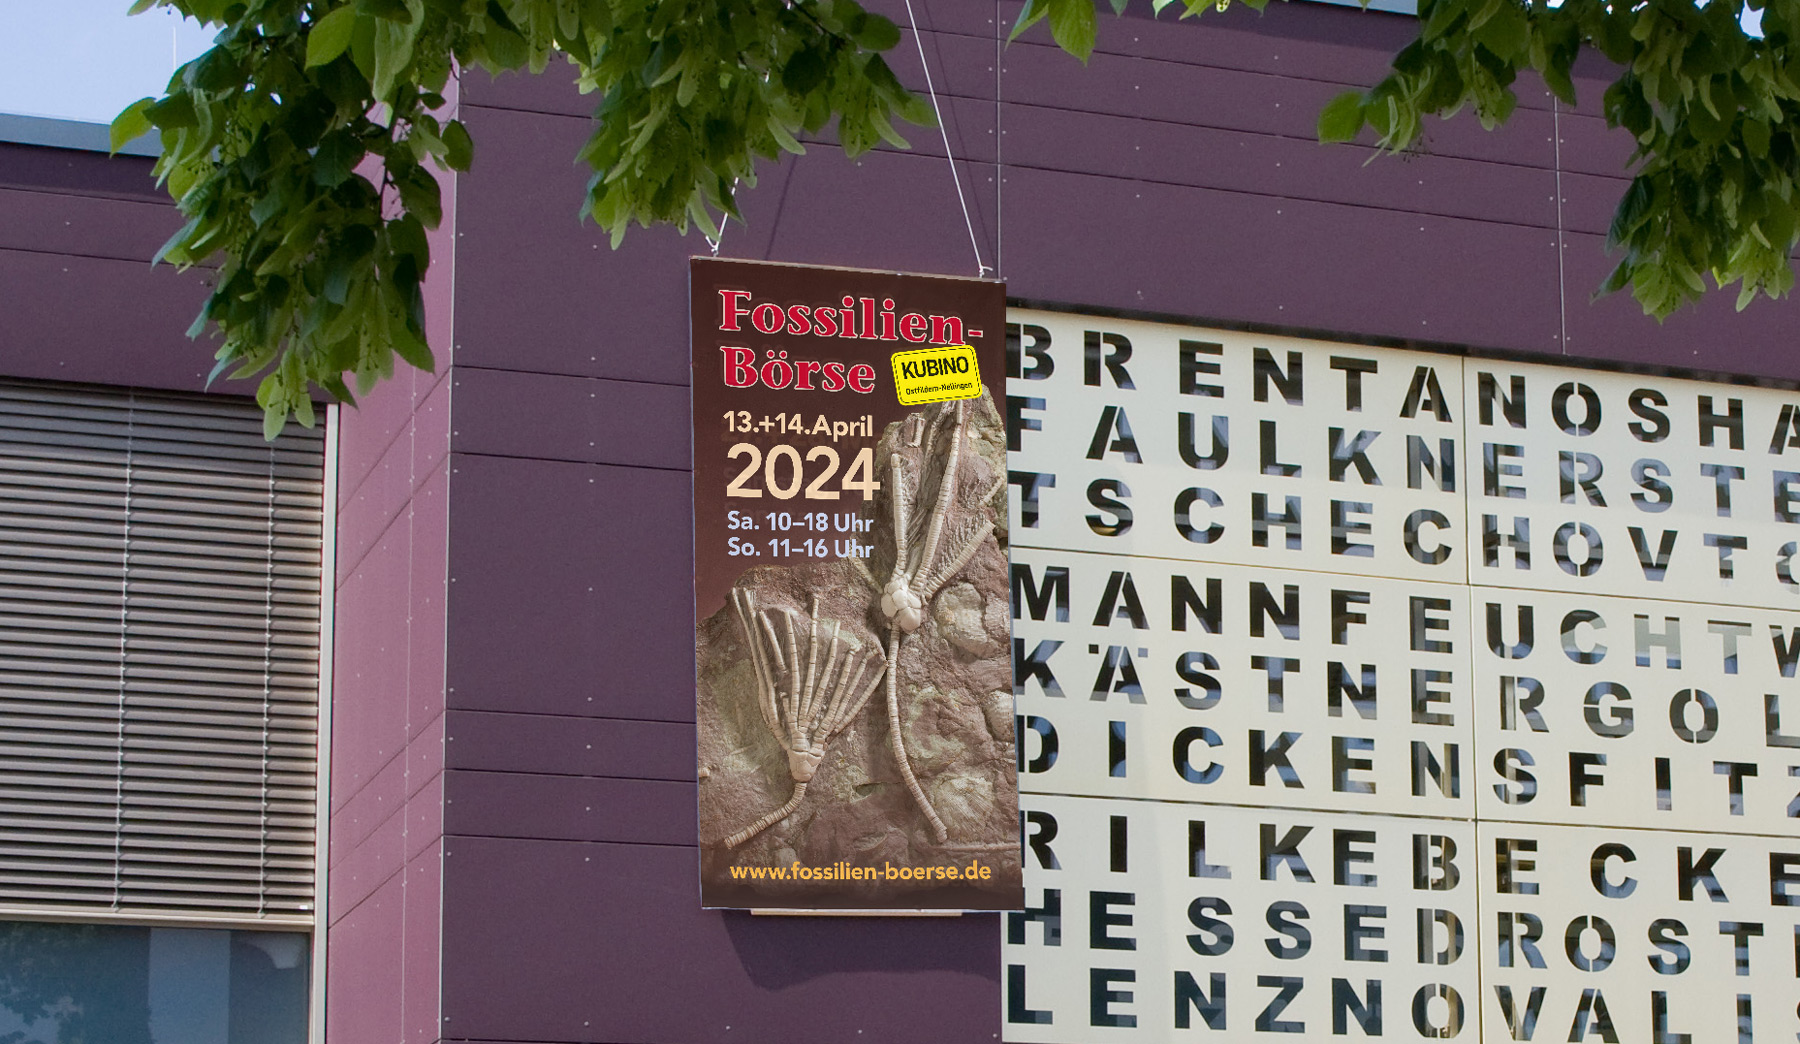 Fossilien-
Börse
KUBINO
Ostfildern-Nellingen
13.+14.April
2024
Sa. 10–18 Uhr
So. 11–16 Uhr
www.fossilien-boerse.de
BRENTANOSHA
FAULKNERSTE
TSCHECHOVTO
MANNFEUCHTW
KÄSTNERGOL
DICKENSFITZ
RILKEBECKE
HESSEDROST
LENZNOVALIS